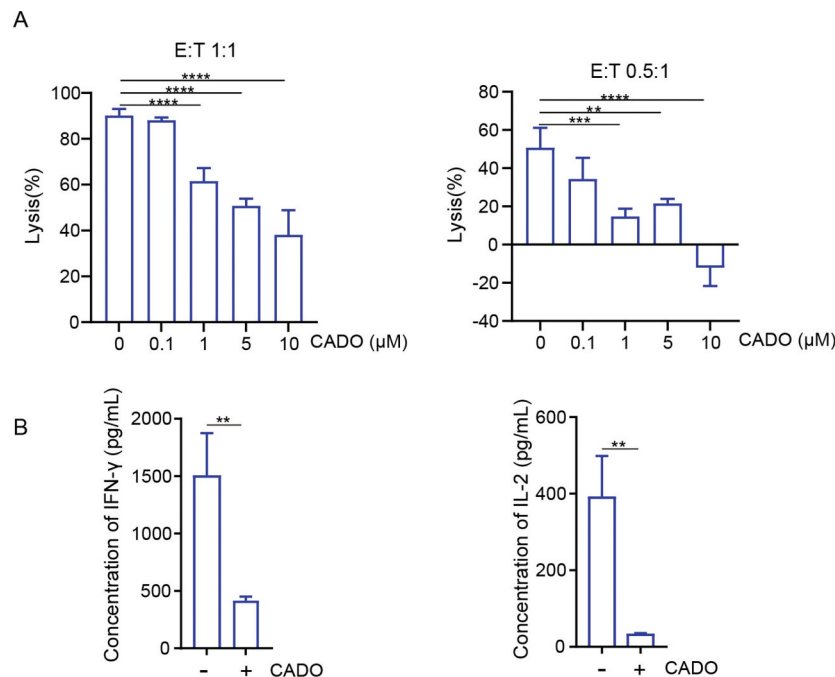 A
E:T 1:1
****
****
****
100
80
60
40
20
0
Lysis(%)
0 0.1 1 5 10 CADO (µM)
E:T 0.5:1
****
**
***
80
60
40
20
0
-20
-40
Lysis(%)
0 0.1 1 5 10 CADO (µM)
B
**
2000
1500
1000
500
0
Concentration of IFN-γ (pg/mL)
- + CADO
**
600
400
200
0
Concentration of IL-2 (pg/mL)
- + CADO